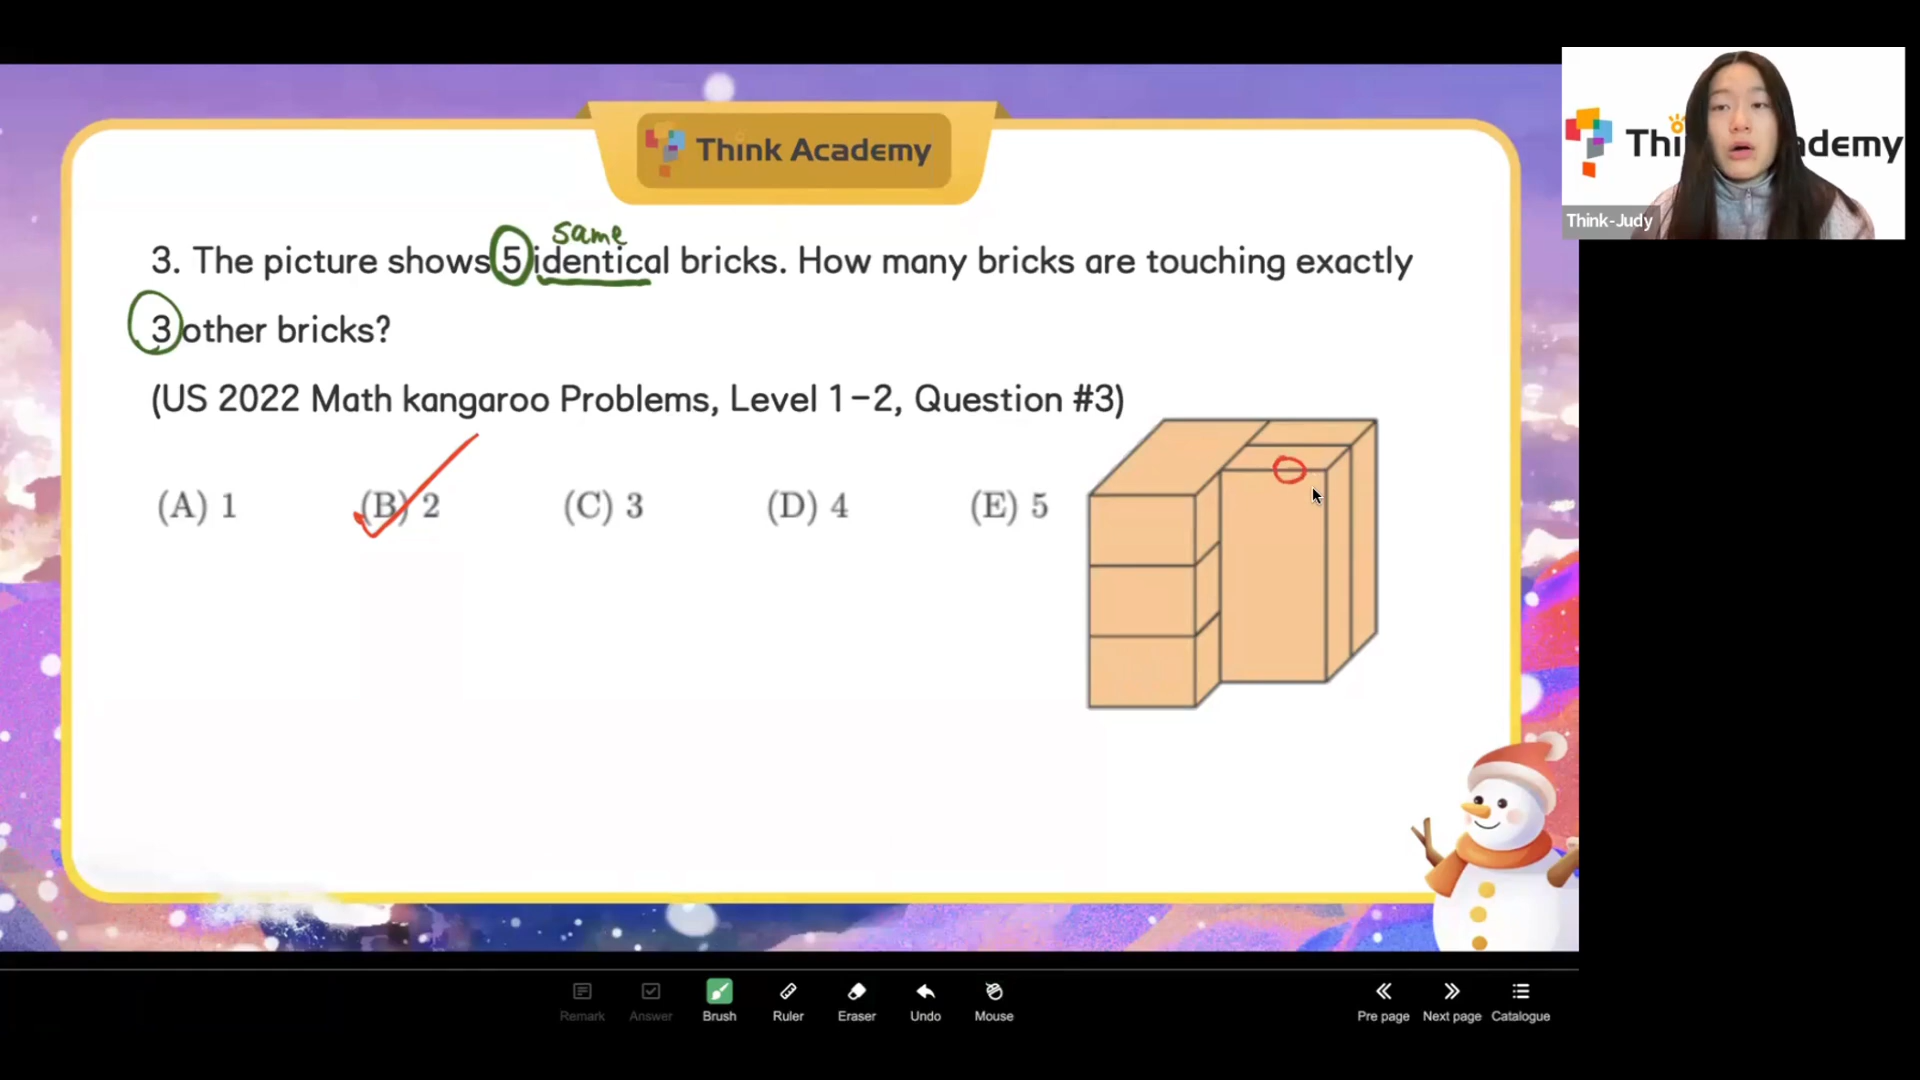 Think Academy
same
3. The picture shows 5 identical bricks. How many bricks are touching exactly
3 other bricks?
(US 2022 Math kangaroo Problems, Level 1-2, Question #3)
(A) 1 (B) 2 (C) 3 (D) 4 (E) 5
Thi ademy
Think-Judy
Remark Answer Brush Ruler Eraser Undo Mouse Pre page Next page Catalogue